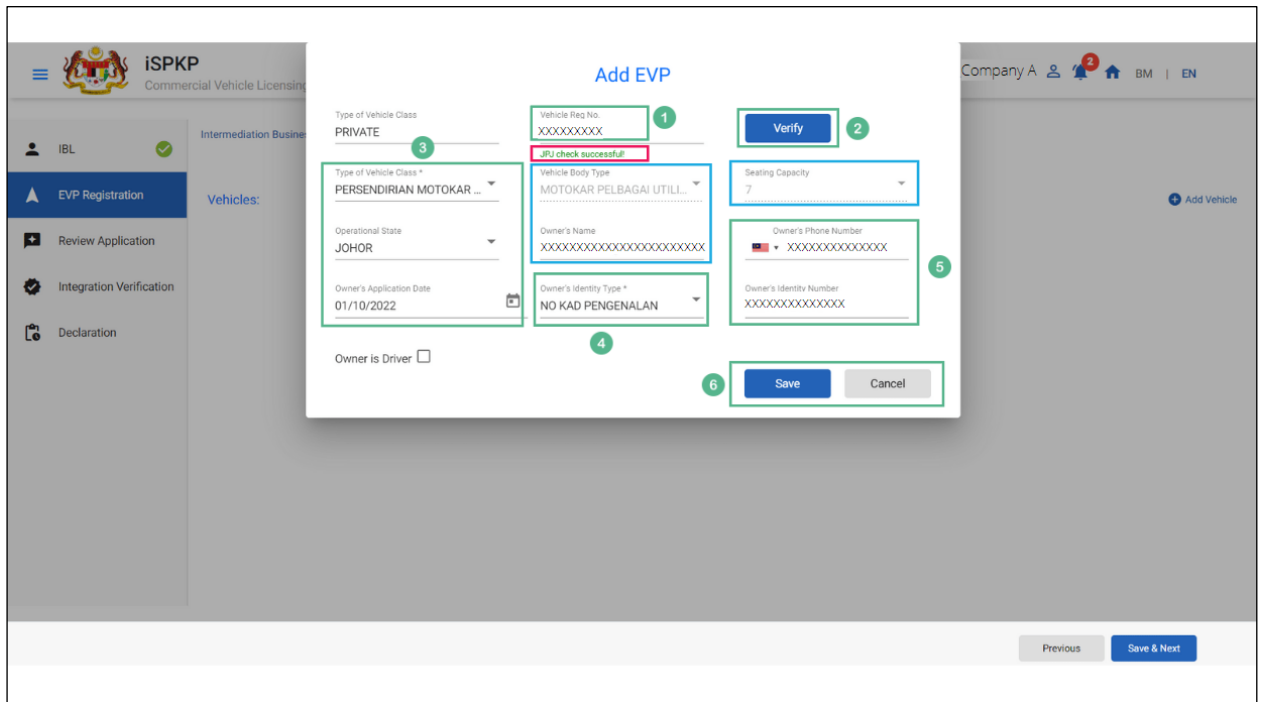 iSPKP
Commercial Vehicle Licensing
Company A
2
BM | EN
IBL
EVP Registration
Review Application
Integration Verification
Declaration
Intermediation Busine
Vehicles:
Add Vehicle
Add EVP
Type of Vehicle Class
PRIVATE
Vehicle Reg No.
XXXXXXXXX
1
JPJ check successful!
Verify
2
3
Type of Vehicle Class *
PERSENDIRIAN MOTOKAR ...
Vehicle Body Type
MOTOKAR PELBAGAI UTILI...
Seating Capacity
7
Operational State
JOHOR
Owner's Name
XXXXXXXXXXXXXXXXXXXXXXXX
Owner's Phone Number
XXXXXXXXXXXXXX
5
Owner's Application Date
01/10/2022
Owner's Identity Type *
NO KAD PENGENALAN
4
Owner's Identity Number
XXXXXXXXXXXXXX
Owner is Driver
6
Save
Cancel
Previous
Save & Next